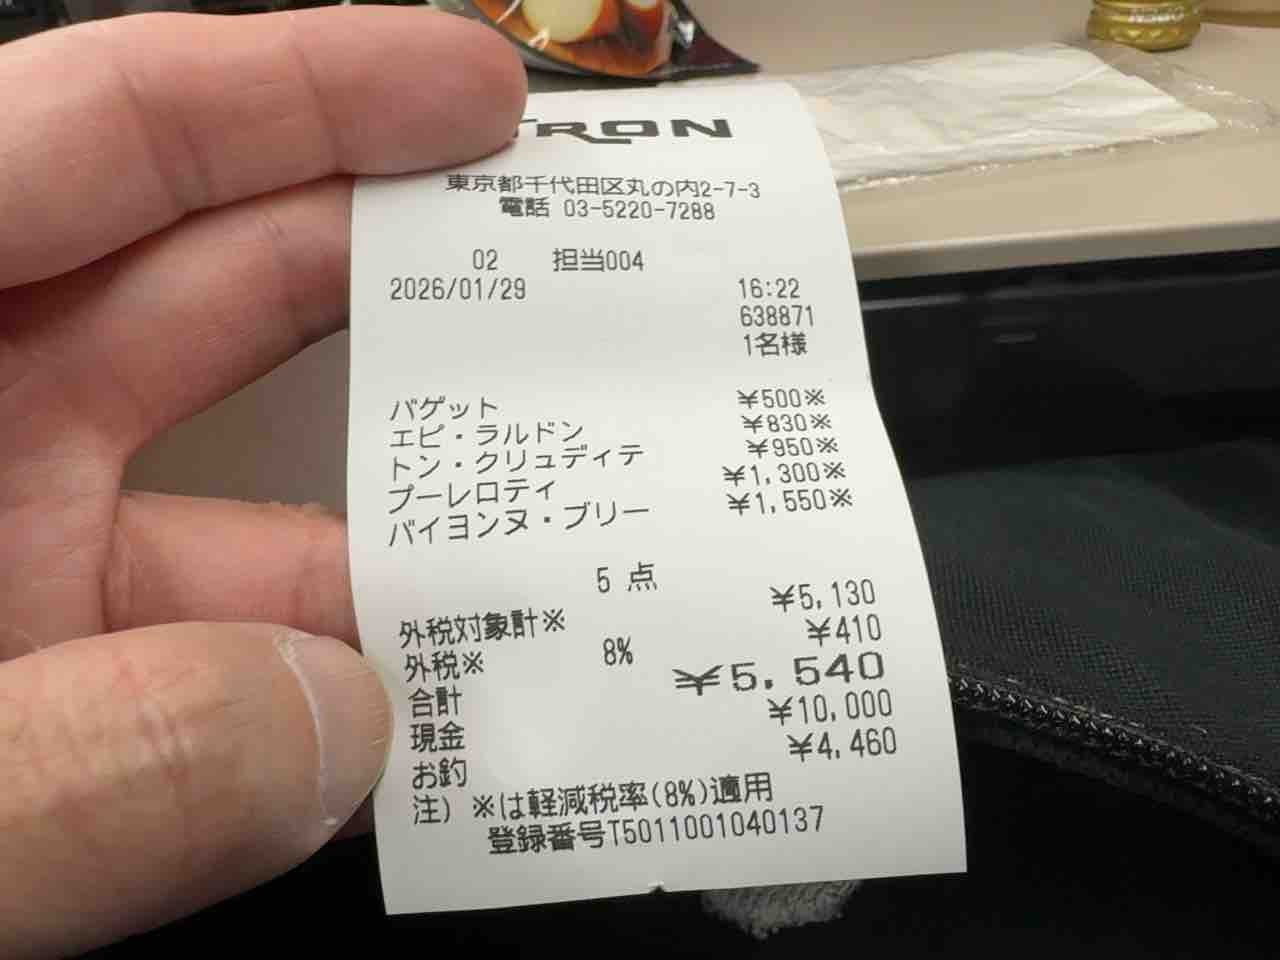 東京都千代田区丸の内2-7-3
電話 03-5220-7288
02 担当004
2026/01/29 16:22
638871
1名様
バゲット ¥500※
エピ・ラルドン ¥830※
トン・クリュディテ ¥950※
プーレロティ ¥1,300※
バイヨンヌ・ブリー ¥1,550※
5 点
外税対象計※ ¥5,130
外税※ 8% ¥410
合計 ¥5,540
現金 ¥10,000
お釣 ¥4,460
注) ※は軽減税率(8%)適用
登録番号T5011001040137